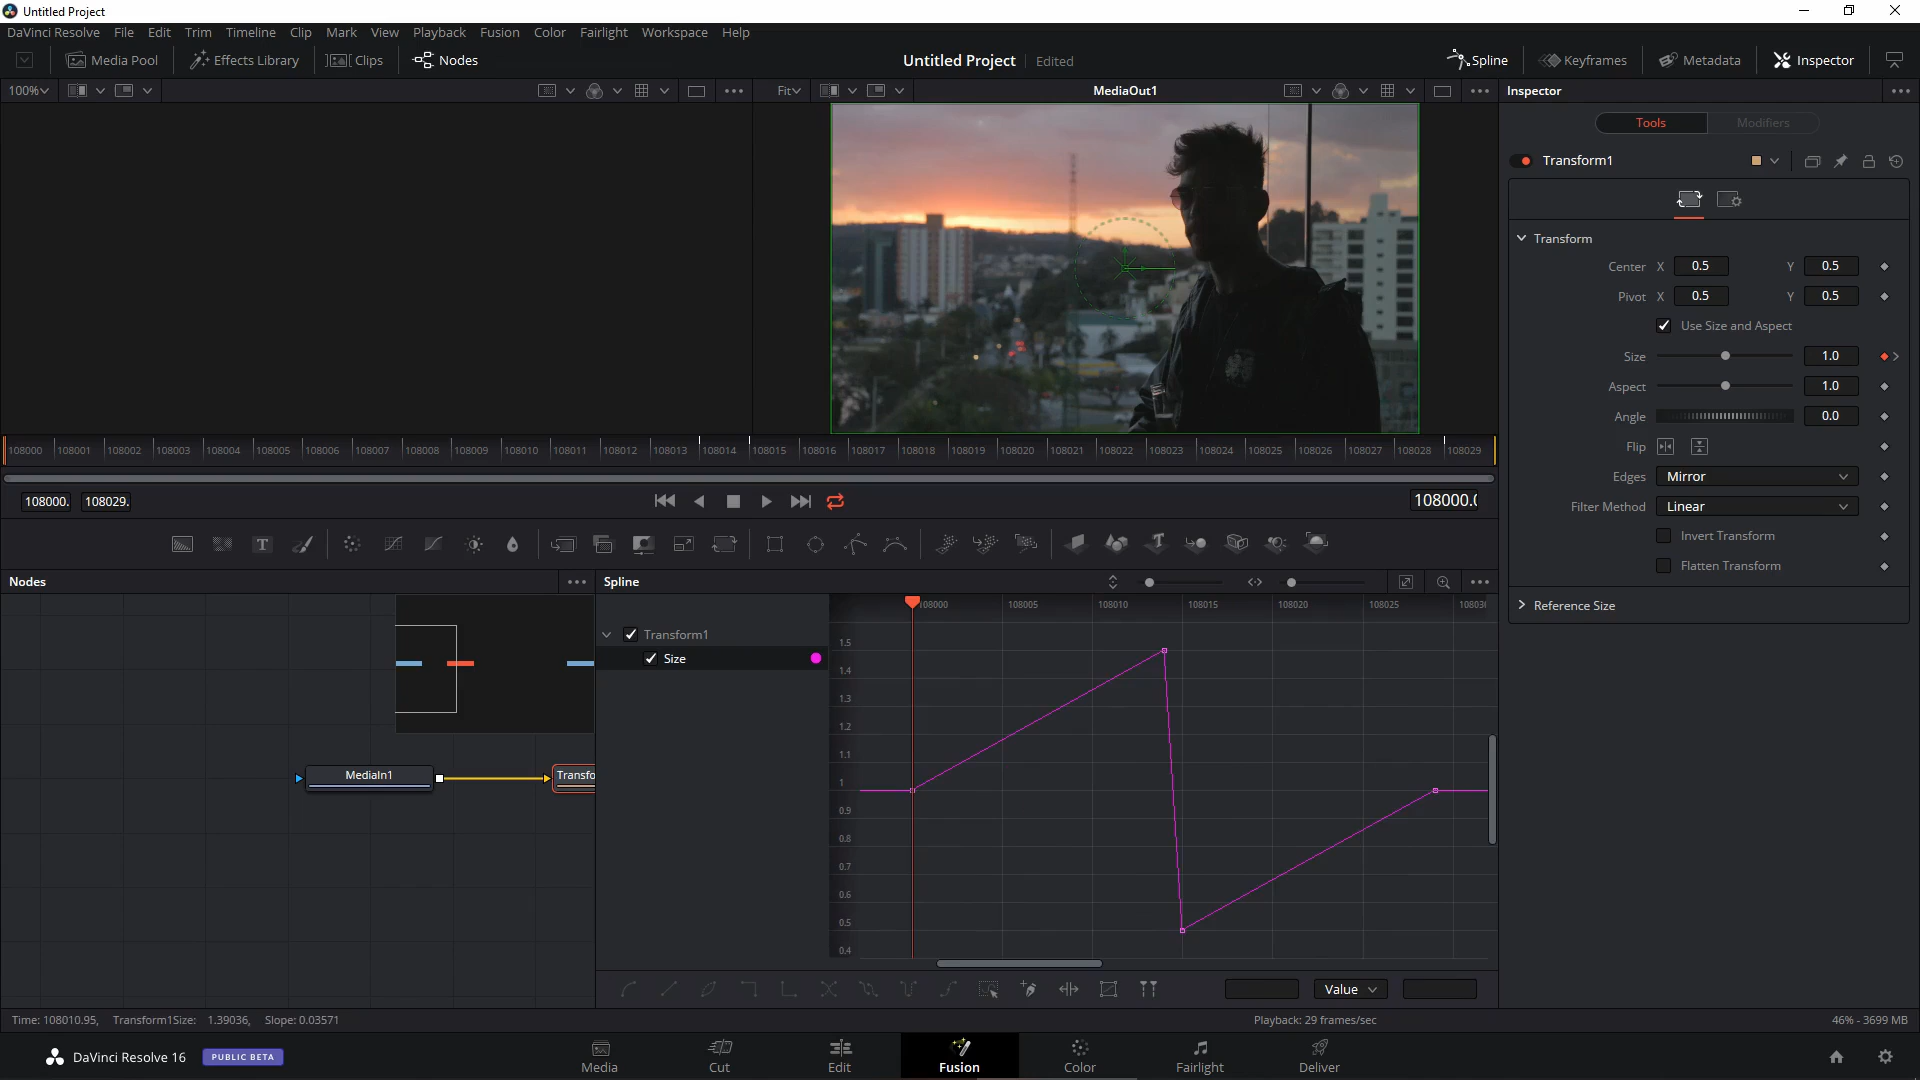 Untitled Project
DaVinci Resolve File Edit Trim Timeline Clip Mark View Playback Fusion Color Fairlight Workspace Help
Media Pool Effects Library Clips Nodes Untitled Project Edited Spline Keyframes Metadata Inspector
100% Fit MediaOut1 Inspector
Tools Modifiers
Transform1
Transform
Center X 0.5 Y 0.5
Pivot X 0.5 Y 0.5
Use Size and Aspect
Size 1.0
Aspect 1.0
Angle 0.0
Flip
Edges Mirror
Filter Method Linear
Invert Transform
Flatten Transform
Reference Size
108000 108001 108002 108003 108004 108005 108006 108007 108008 108009 108010 108011 108012 108013 108014 108015 108016 108017 108018 108019 108020 108021 108022 108023 108024 108025 108026 108027 108028 108029
108000. 108029. 108000.0
Nodes Spline
108000 108005 108010 108015 108020 108025 10803
Transform1
Size
1.5
1.4
1.3
1.2
1.1
1
0.9
0.8
0.7
0.6
0.5
0.4
MediaIn1 Transfo
Value
Time: 108010.95, Transform1Size: 1.39036, Slope: 0.03571 Playback: 29 frames/sec 46% - 3699 MB
DaVinci Resolve 16 PUBLIC BETA Media Cut Edit Fusion Color Fairlight Deliver